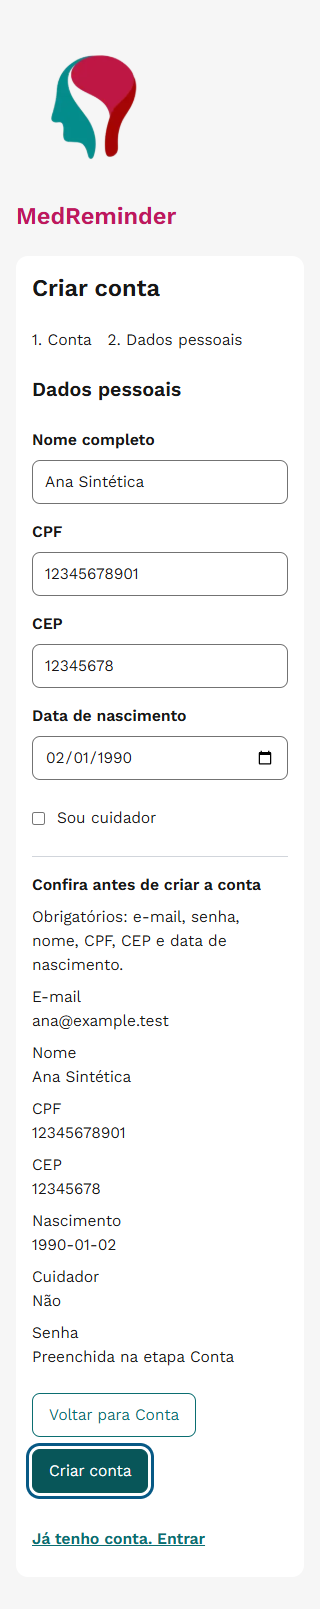 MedReminder
Criar conta
1. Conta 2. Dados pessoais
Dados pessoais
Nome completo
Ana Sintética
CPF
12345678901
CEP
12345678
Data de nascimento
02/01/1990
Sou cuidador
Confira antes de criar a conta
Obrigatórios: e-mail, senha,
nome, CPF, CEP e data de
nascimento.
E-mail
ana@example.test
Nome
Ana Sintética
CPF
12345678901
CEP
12345678
Nascimento
1990-01-02
Cuidador
Não
Senha
Preenchida na etapa Conta
Voltar para Conta
Criar conta
Já tenho conta. Entrar